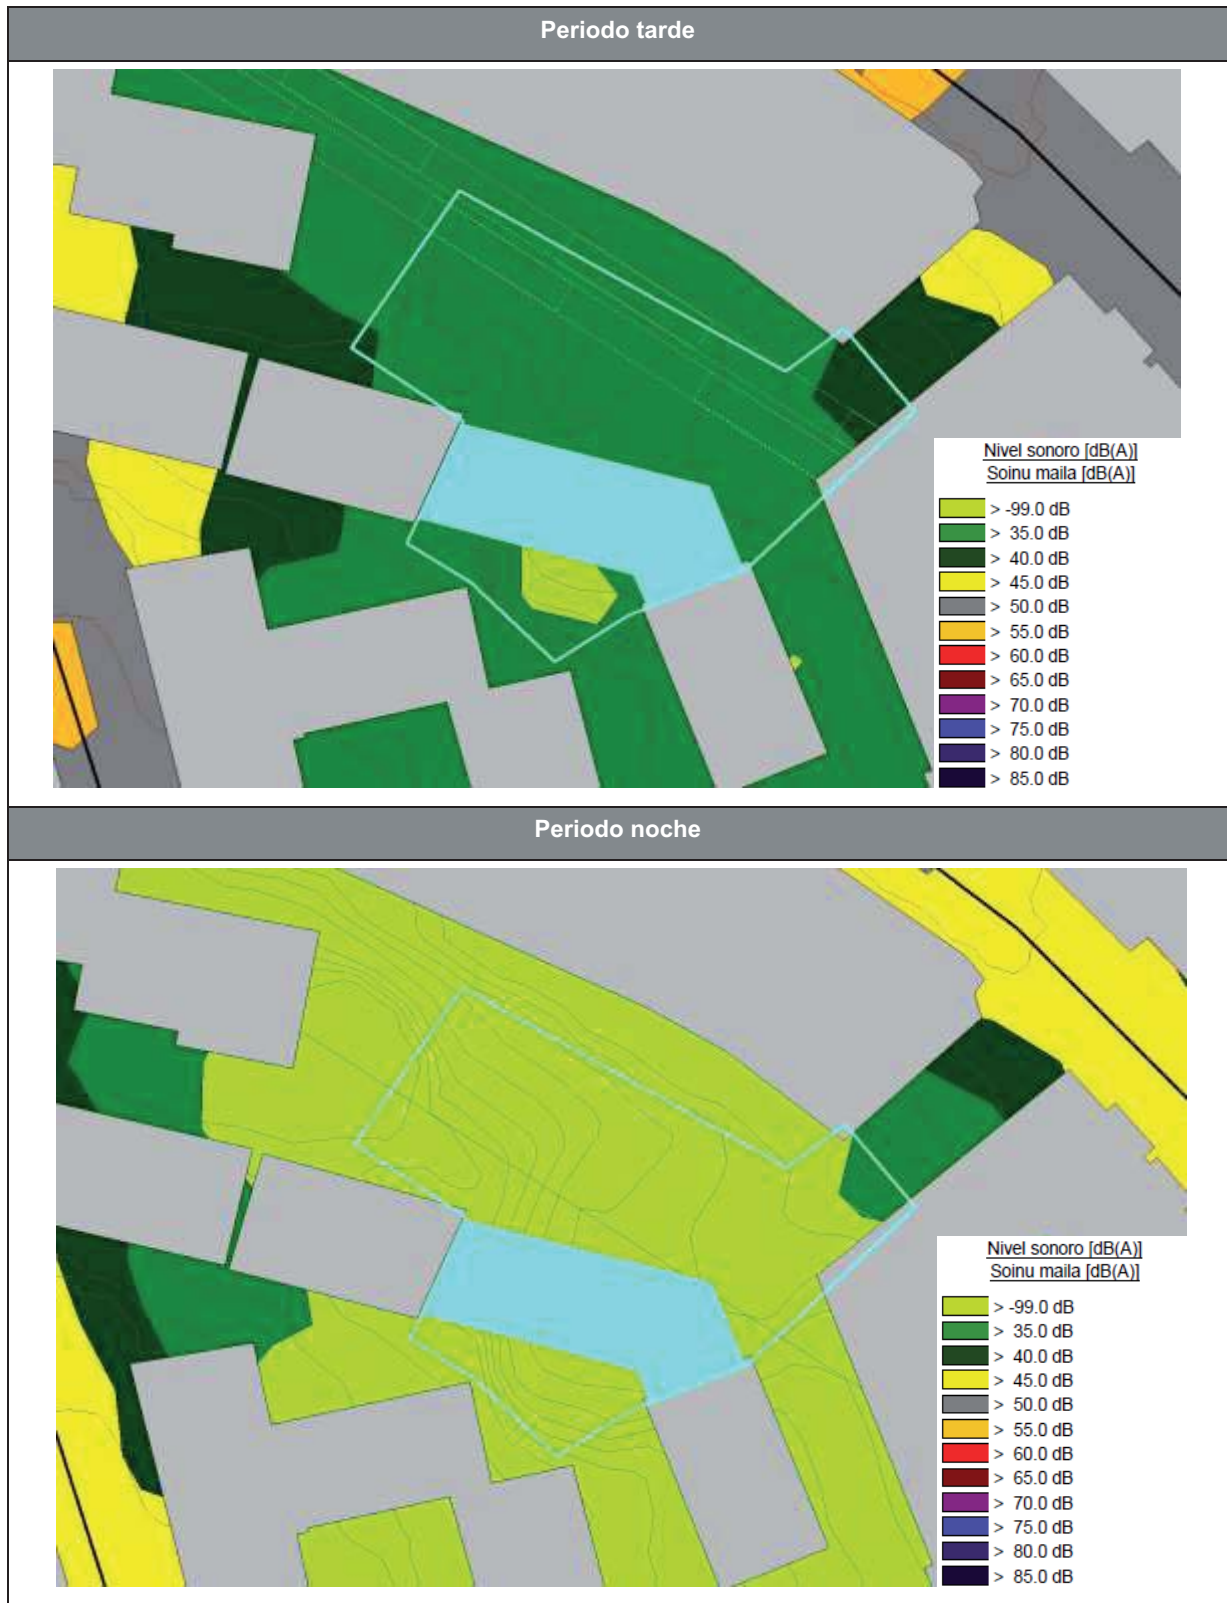 Periodo tarde
Nivel sonoro [dB(A)]
Soinu maila [dB(A)]
> -99.0 dB
> 35.0 dB
> 40.0 dB
> 45.0 dB
> 50.0 dB
> 55.0 dB
> 60.0 dB
> 65.0 dB
> 70.0 dB
> 75.0 dB
> 80.0 dB
> 85.0 dB
Periodo noche
Nivel sonoro [dB(A)]
Soinu maila [dB(A)]
> -99.0 dB
> 35.0 dB
> 40.0 dB
> 45.0 dB
> 50.0 dB
> 55.0 dB
> 60.0 dB
> 65.0 dB
> 70.0 dB
> 75.0 dB
> 80.0 dB
> 85.0 dB